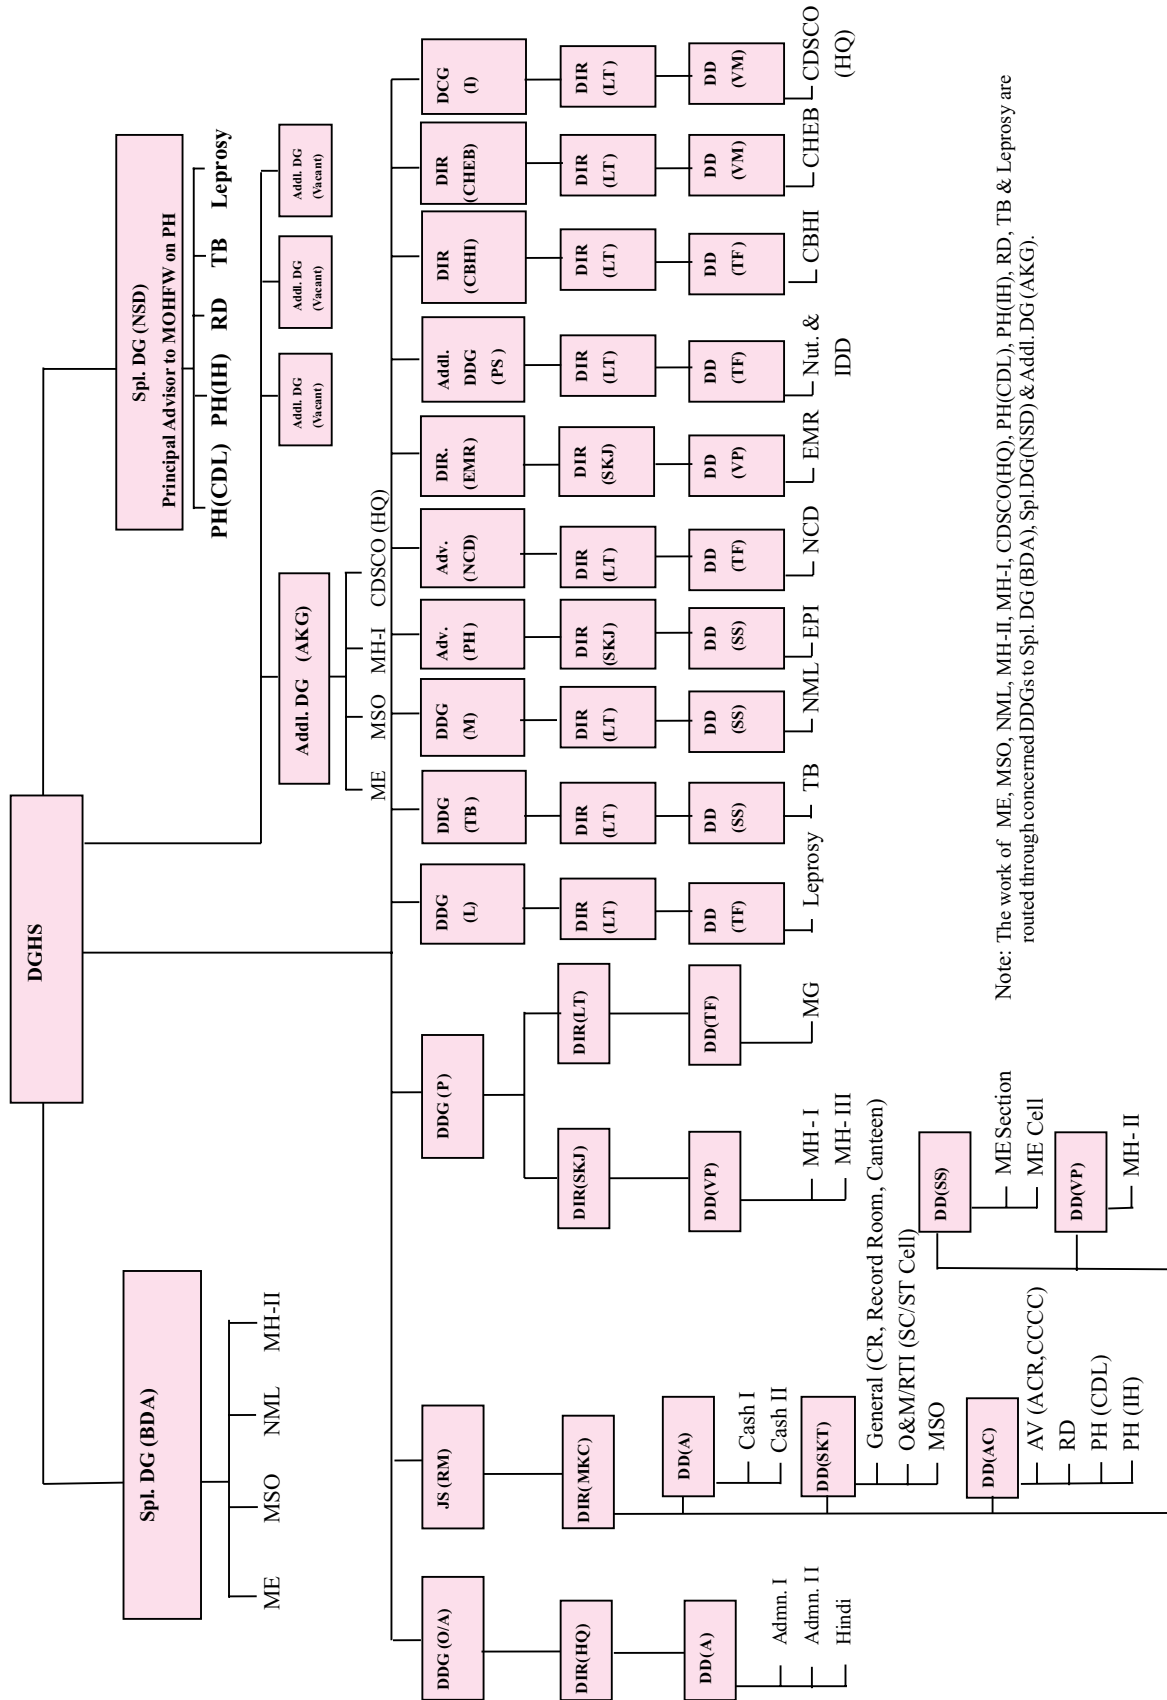 DGHS
Spl. DG (BDA)
ME
MSO
NML
MH-II
Spl. DG (NSD)
Principal Advisor to MOHFW on PH
PH(CDL)
PH(IH)
RD
TB
Leprosy
Addl. DG (AKG)
ME
MSO
MH-I
CDSCO (HQ)
Addl. DG
(Vacant)
Addl. DG
(Vacant)
Addl. DG
(Vacant)
DDG (O/A)
DIR(HQ)
DD(A)
Admn. I
Admn. II
Hindi
JS (RM)
DIR(MKC)
DD(A)
Cash I
Cash II
DD(SKT)
General (CR, Record Room, Canteen)
O&M/RTI (SC/ST Cell)
MSO
DD(AC)
AV (ACR,CCCC)
RD
PH (CDL)
PH (IH)
DD(SS)
ME Section
ME Cell
DD(VP)
MH- II
DDG (P)
DIR(SKJ)
DD(VP)
MH- I
MH- III
DIR(LT)
DD(TF)
MG
DDG
(L)
DIR
(LT)
DD
(TF)
Leprosy
DDG
(TB )
DIR
(LT)
DD
(SS)
TB
DDG
(M)
DIR
(LT)
DD
(SS)
NML
Adv.
(PH)
DIR
(SKJ)
DD
(SS)
EPI
Adv.
(NCD)
DIR
(LT)
DD
(TF)
NCD
DIR.
(EMR)
DIR
(SKJ)
DD
(VP)
EMR
Addl.
DDG
(PS )
DIR
(LT)
DD
(TF)
Nut. &
IDD
DIR
(CBHI)
DIR
(LT)
DD
(TF)
CBHI
DIR
(CHEB)
DIR
(LT)
DD
(VM)
CHEB
DCG
(I)
DIR
(LT)
DD
(VM)
CDSCO
(HQ)
Note: The work of ME, MSO, NML, MH-II, MH-I, CDSCO(HQ), PH(CDL), PH(IH), RD, TB & Leprosy are
routed through concerned DDGs to Spl. DG (BDA), Spl.DG(NSD) & Addl. DG (AKG).